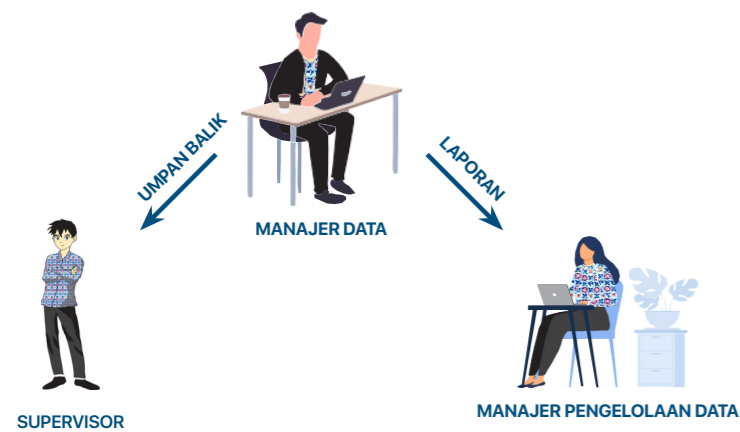 UMPAN BALIK
LAPORAN
MANAJER DATA
SUPERVISOR
MANAJER PENGELOLAAN DATA